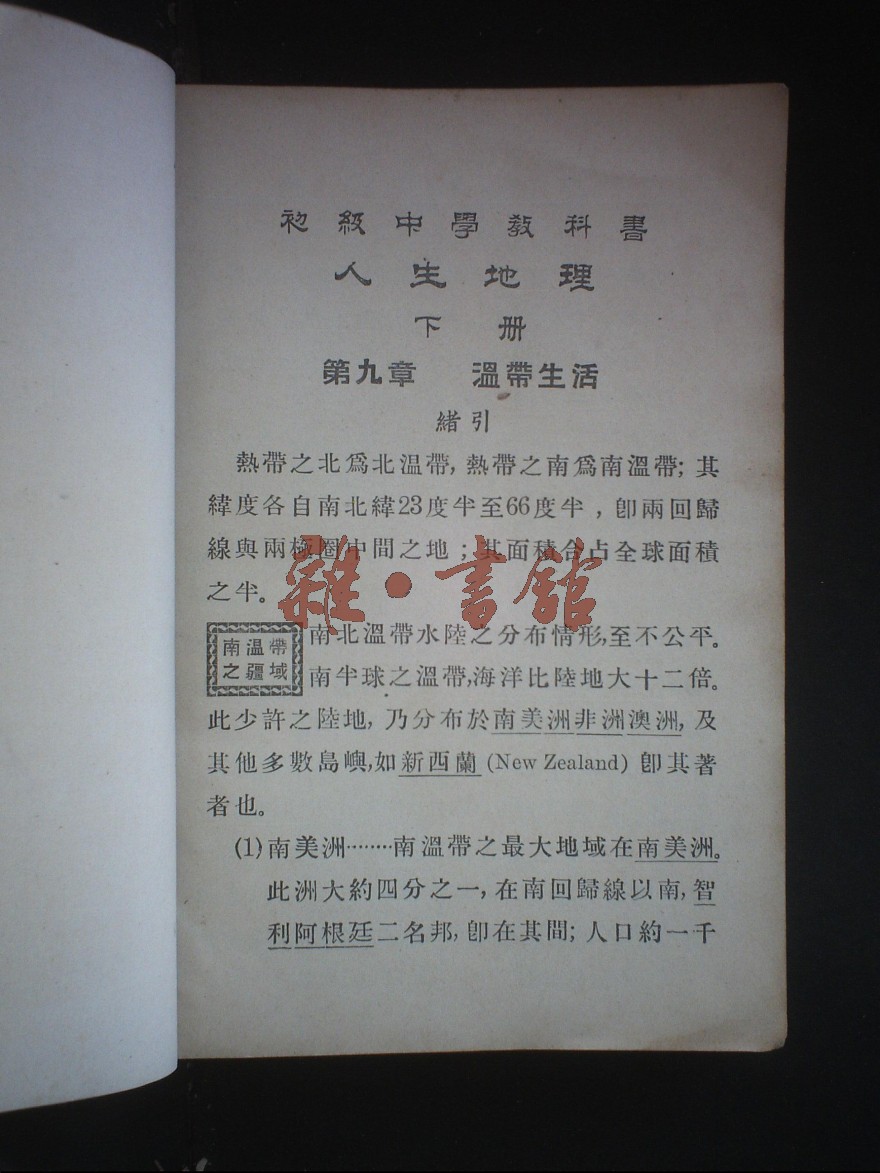 初級中學教科書
人生地理
下册
第九章 溫帶生活
緒引
熱帶之北爲北温帶,熱帶之南爲南溫帶;其
緯度各自南北緯23度半至66度半,卽兩回歸
線與兩極圈中間之地;其面積合占全球面積
之半。
雜·書館
南溫帶
之疆域
南北溫帶水陸之分布情形,至不公平。
南半球之溫帶,海洋比陸地大十二倍。
此少許之陸地,乃分布於南美洲非洲澳洲,及
其他多數島嶼,如新西蘭(New Zealand)卽其著
者也。
(1)南美洲········南溫帶之最大地域在南美洲。
此洲大約四分之一,在南回歸線以南,智
利阿根廷二名邦,卽在其間;人口約一千